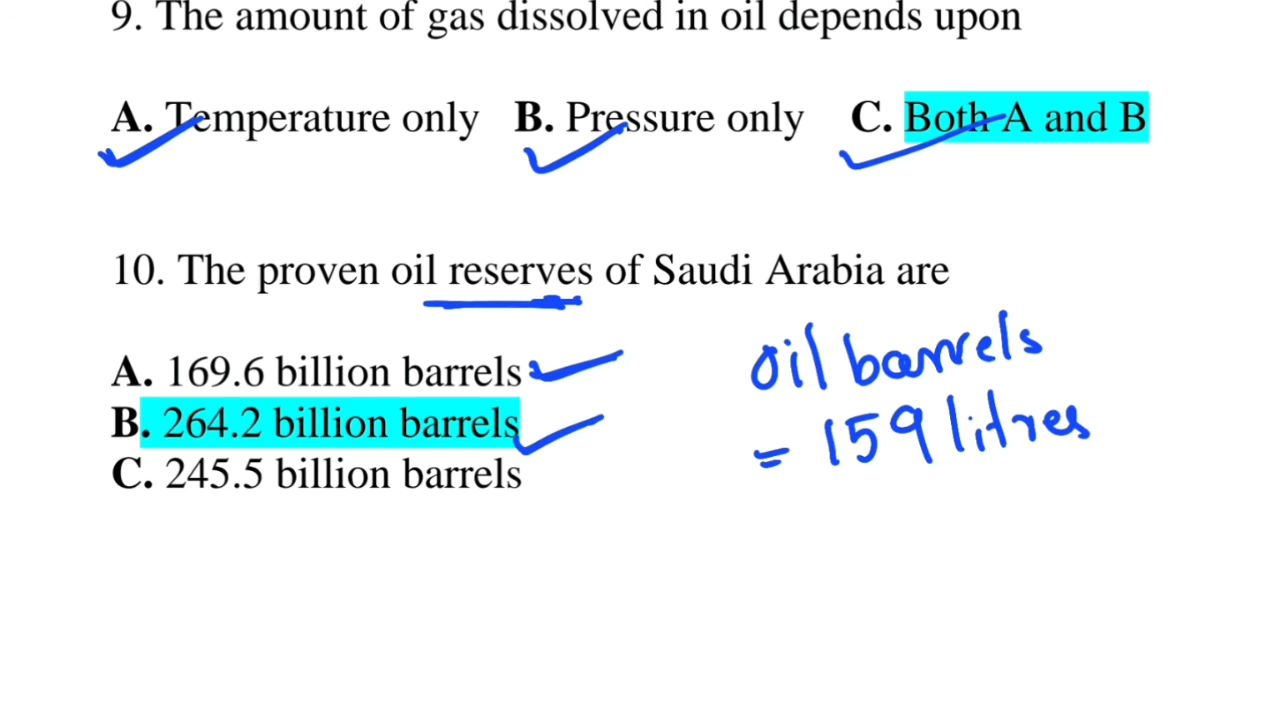 9. The amount of gas dissolved in oil depends upon
A. Temperature only B. Pressure only C. Both A and B
10. The proven oil reserves of Saudi Arabia are
A. 169.6 billion barrels
B. 264.2 billion barrels
C. 245.5 billion barrels
oil barrels
= 159 litres